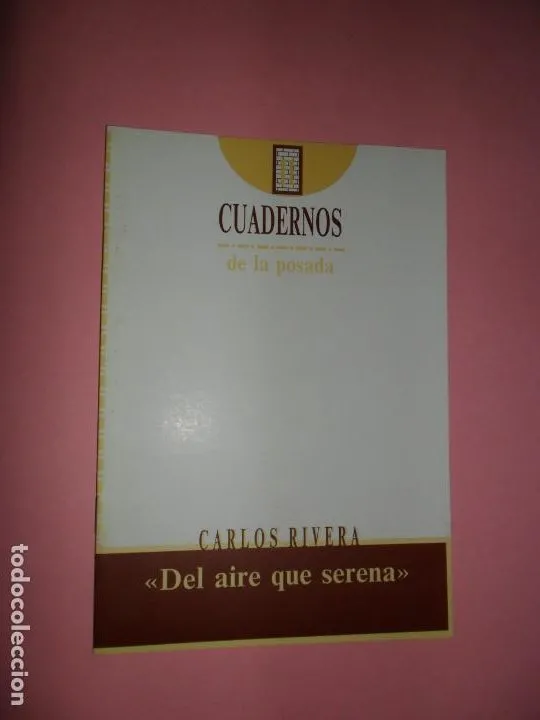 CUADERNOS
de la posada
CARLOS RIVERA
«Del aire que serena»
todocoleccion